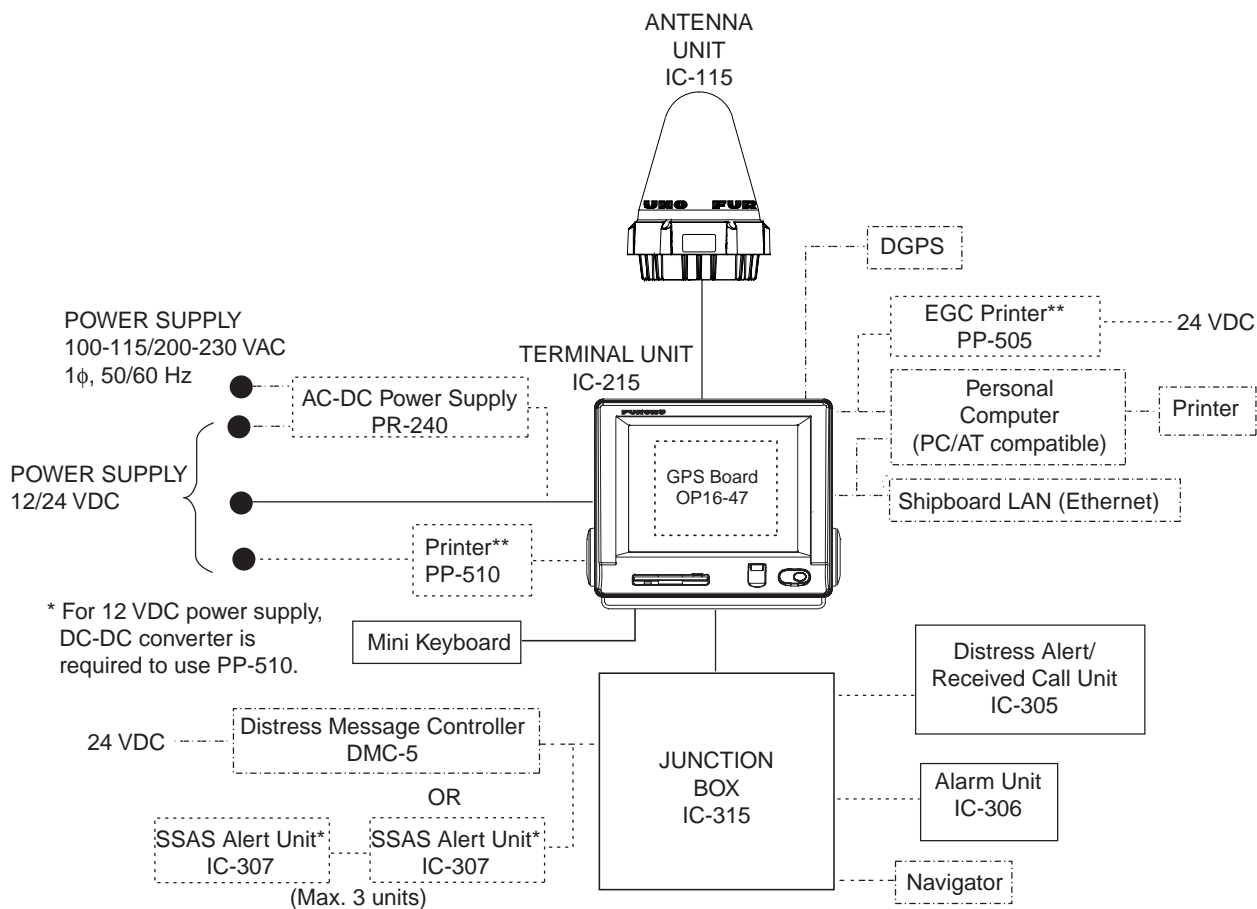 ANTENNA
UNIT
IC-115
UNO FUR
DGPS
EGC Printer**
PP-505
24 VDC
POWER SUPPLY
100-115/200-230 VAC
1ϕ, 50/60 Hz
TERMINAL UNIT
IC-215
AC-DC Power Supply
PR-240
Personal
Computer
(PC/AT compatible)
Printer
FURUNO
POWER SUPPLY
12/24 VDC
GPS Board
OP16-47
Shipboard LAN (Ethernet)
Printer**
PP-510
* For 12 VDC power supply,
DC-DC converter is
required to use PP-510.
Mini Keyboard
Distress Alert/
Received Call Unit
IC-305
24 VDC
Distress Message Controller
DMC-5
JUNCTION
BOX
IC-315
OR
Alarm Unit
IC-306
SSAS Alert Unit*
IC-307
SSAS Alert Unit*
IC-307
(Max. 3 units)
Navigator